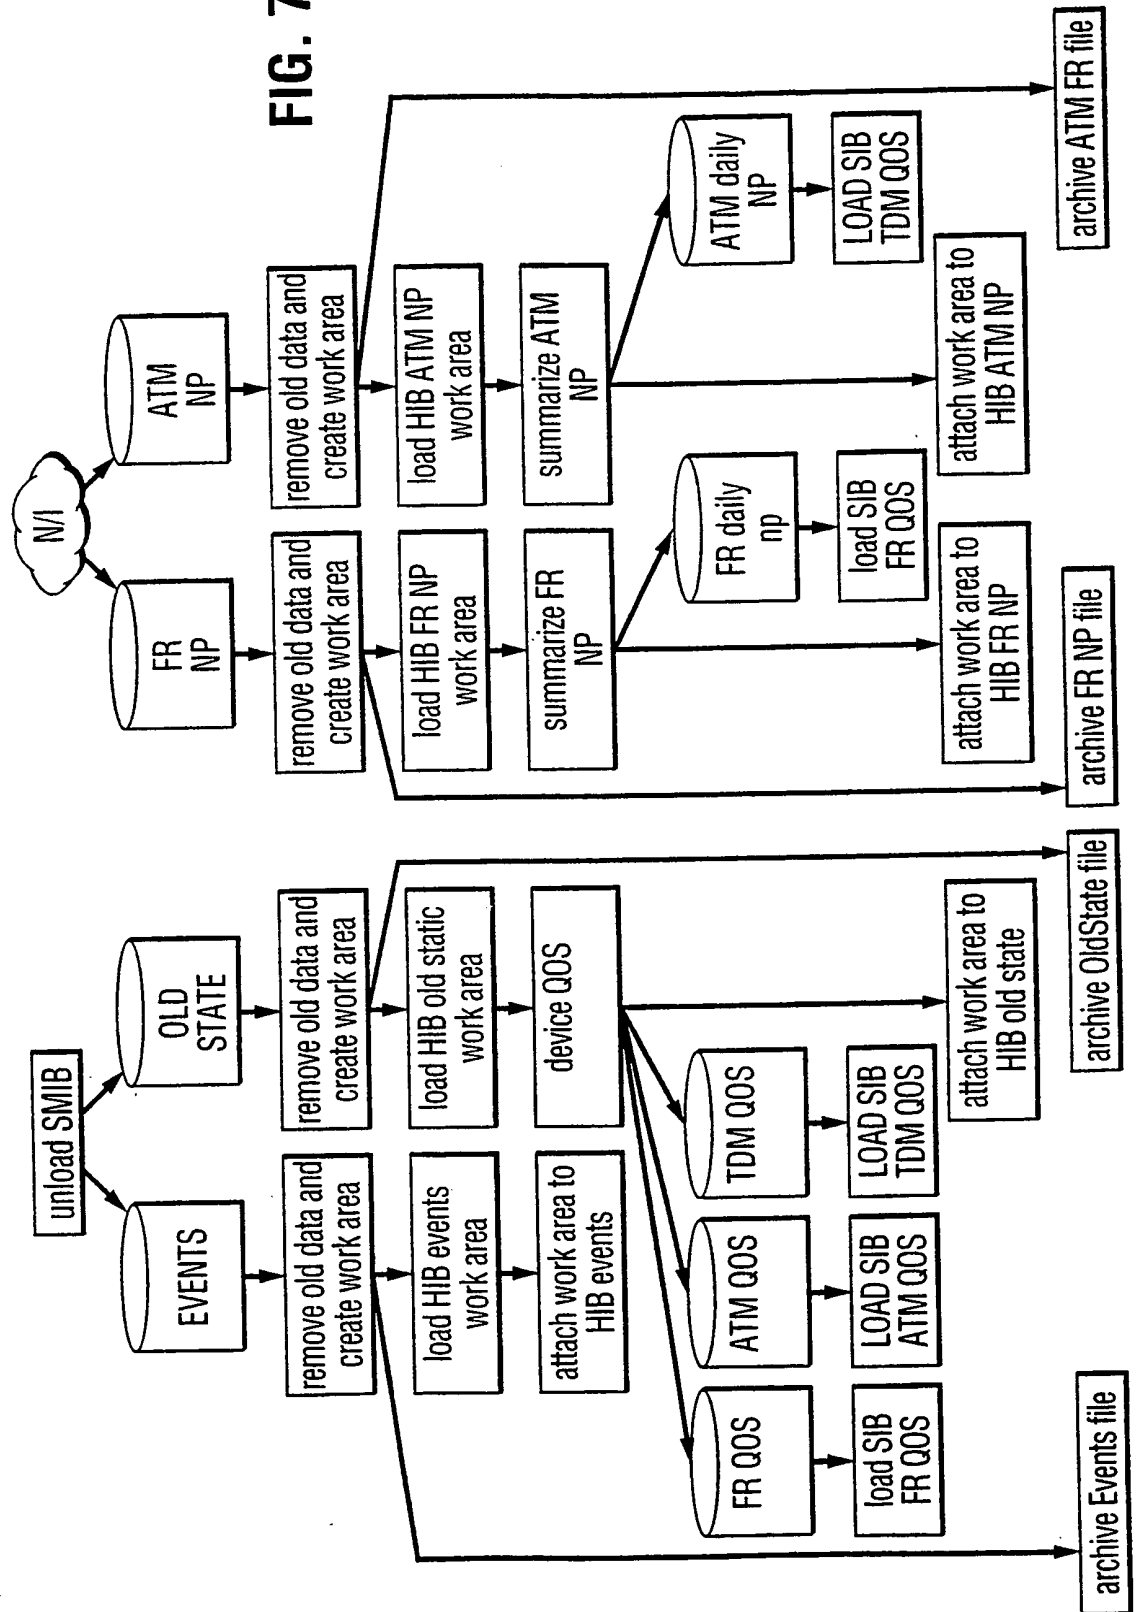 FIG. 7
unload SMIB
EVENTS
OLD
STATE
remove old data and
create work area
remove old data and
create work area
load HIB events
work area
load HIB old static
work area
attach work area to
HIB events
device QOS
FR QOS
ATM QOS
TDM QOS
load SIB
FR QOS
LOAD SIB
ATM QOS
LOAD SIB
TDM QOS
attach work area to
HIB old state
archive Events file
archive OldState file
N/I
FR
NP
ATM
NP
remove old data and
create work area
remove old data and
create work area
load HIB FR NP
work area
load HIB ATM NP
work area
summarize FR
NP
summarize ATM
NP
FR daily
np
ATM daily
NP
load SIB
FR QOS
LOAD SIB
TDM QOS
attach work area to
HIB FR NP
attach work area to
HIB ATM NP
archive FR NP file
archive ATM FR file